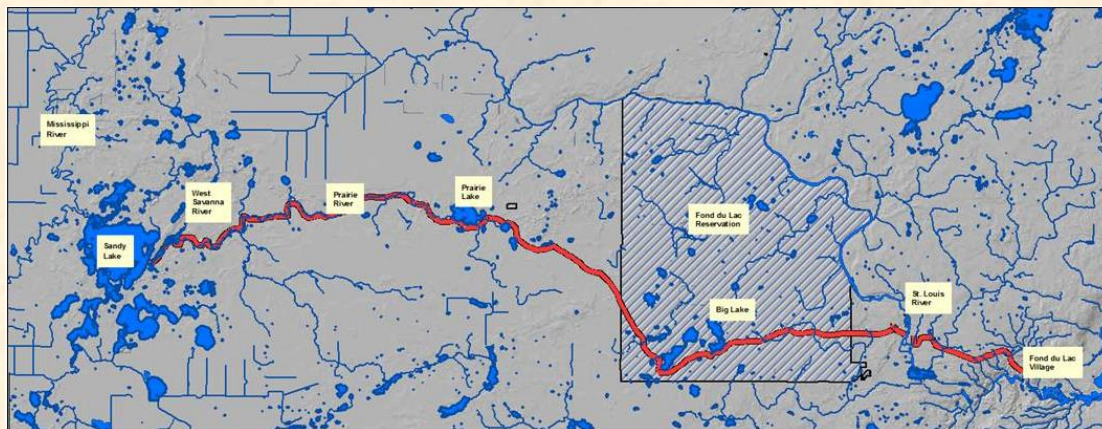 Mississippi
River
West
Savanna
River
Sandy
Lake
Prairie
River
Prairie
Lake
Fond du Lac
Reservation
Big Lake
St. Louis
River
Fond du Lac
Village